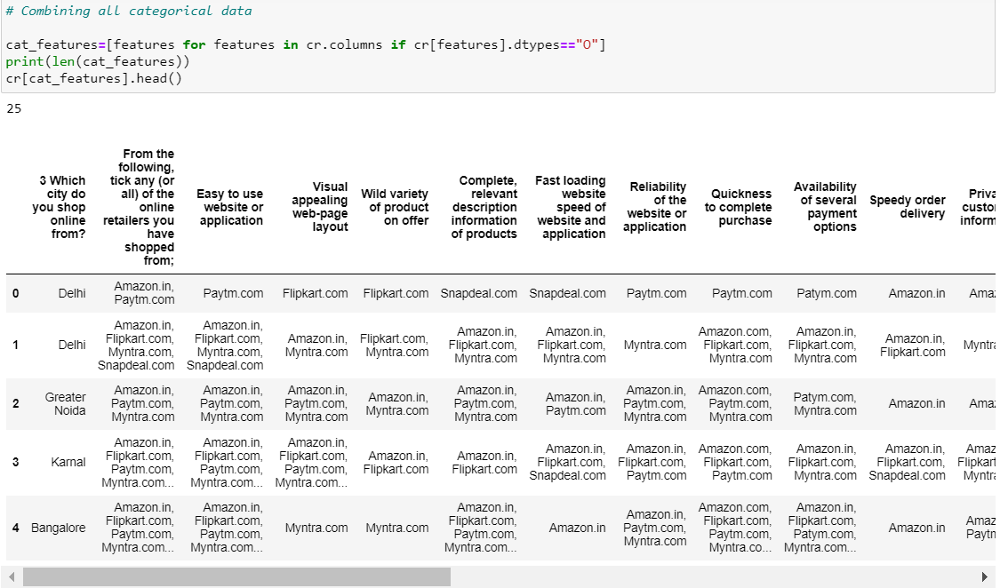 # Combining all categorical data
cat_features=[features for features in cr.columns if cr[features].dtypes=="O"]
print(len(cat_features))
cr[cat_features].head()
25
3 Which
city do
you shop
online
from?
From the
following,
tick any (or
all) of the
online
retailers you
have
shopped
from;
Easy to use
website or
application
Visual
appealing
web-page
layout
Wild variety
of product
on offer
Complete,
relevant
description
information
of products
Fast loading
website
speed of
website and
application
Reliability
of the
website or
application
Quickness
to complete
purchase
Availability
of several
payment
options
Speedy order
delivery
Priva
custo
inform
0
Delhi
Amazon.in,
Paytm.com
Paytm.com
Flipkart.com
Flipkart.com
Snapdeal.com
Snapdeal.com
Paytm.com
Paytm.com
Patym.com
Amazon.in
Ama
1
Delhi
Amazon.in,
Flipkart.com,
Myntra.com,
Snapdeal.com
Amazon.in,
Flipkart.com,
Myntra.com,
Snapdeal.com
Amazon.in,
Myntra.com
Flipkart.com,
Myntra.com
Amazon.in,
Flipkart.com,
Myntra.com
Amazon.in,
Flipkart.com,
Myntra.com
Myntra.com
Amazon.com,
Flipkart.com,
Myntra.com
Amazon.in,
Flipkart.com,
Myntra.com
Amazon.in,
Flipkart.com
Myntr
2
Greater
Noida
Amazon.in,
Paytm.com,
Myntra.com
Amazon.in,
Paytm.com,
Myntra.com
Amazon.in,
Paytm.com,
Myntra.com
Amazon.in,
Myntra.com
Amazon.in,
Paytm.com,
Myntra.com
Amazon.in,
Paytm.com
Amazon.in,
Paytm.com,
Myntra.com
Amazon.com,
Paytm.com,
Myntra.com
Patym.com,
Myntra.com
Amazon.in
Ama
3
Karnal
Amazon.in,
Flipkart.com,
Paytm.com,
Myntra.com...
Amazon.in,
Flipkart.com,
Paytm.com,
Myntra.com...
Amazon.in,
Flipkart.com,
Paytm.com,
Myntra.com...
Amazon.in,
Flipkart.com
Amazon.in,
Flipkart.com
Amazon.in,
Flipkart.com,
Snapdeal.com
Amazon.in,
Flipkart.com,
Paytm.com
Amazon.com,
Flipkart.com,
Paytm.com
Amazon.in,
Flipkart.com,
Myntra.com
Amazon.in,
Flipkart.com,
Snapdeal.com
Amaz
Flipkart
Myntr
4
Bangalore
Amazon.in,
Flipkart.com,
Paytm.com,
Myntra.com...
Amazon.in,
Flipkart.com,
Paytm.com,
Myntra.com...
Myntra.com
Myntra.com
Amazon.in,
Flipkart.com,
Paytm.com,
Myntra.com...
Amazon.in
Amazon.in,
Paytm.com,
Myntra.com
Amazon.com,
Flipkart.com,
Paytm.com,
Myntra.co...
Amazon.in,
Flipkart.com,
Patym.com,
Myntra.com...
Amazon.in
Amaz
Payt